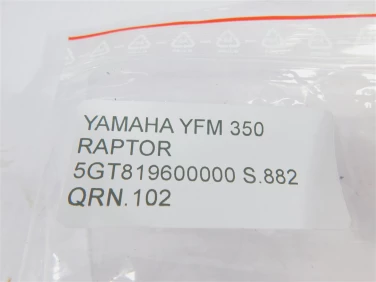 YAMAHA YFM 350
RAPTOR
5GT819600000 S.882
QRN.102